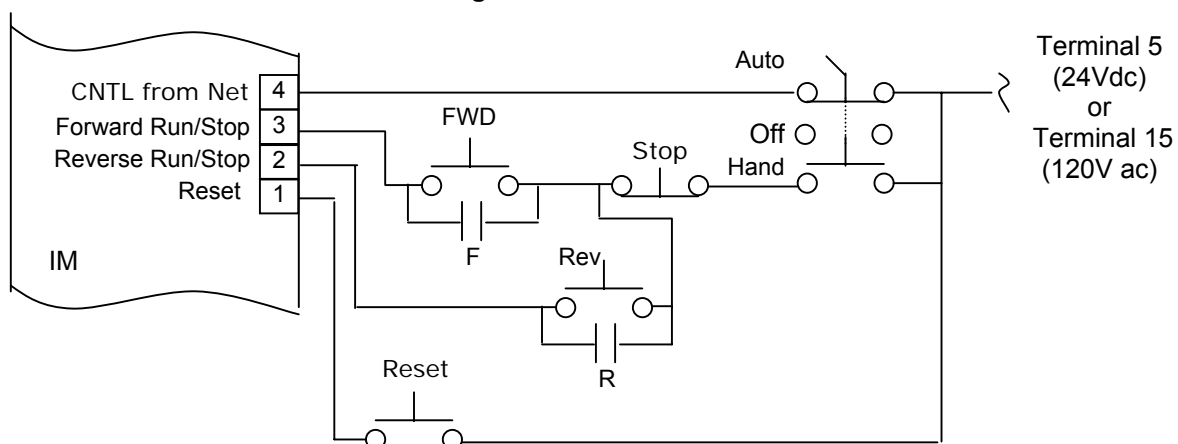 CNTL from Net 4
Forward Run/Stop 3
Reverse Run/Stop 2
Reset 1
IM
FWD
F
Stop
Rev
R
Reset
Auto
Off
Hand
Terminal 5
(24Vdc)
or
Terminal 15
(120V ac)